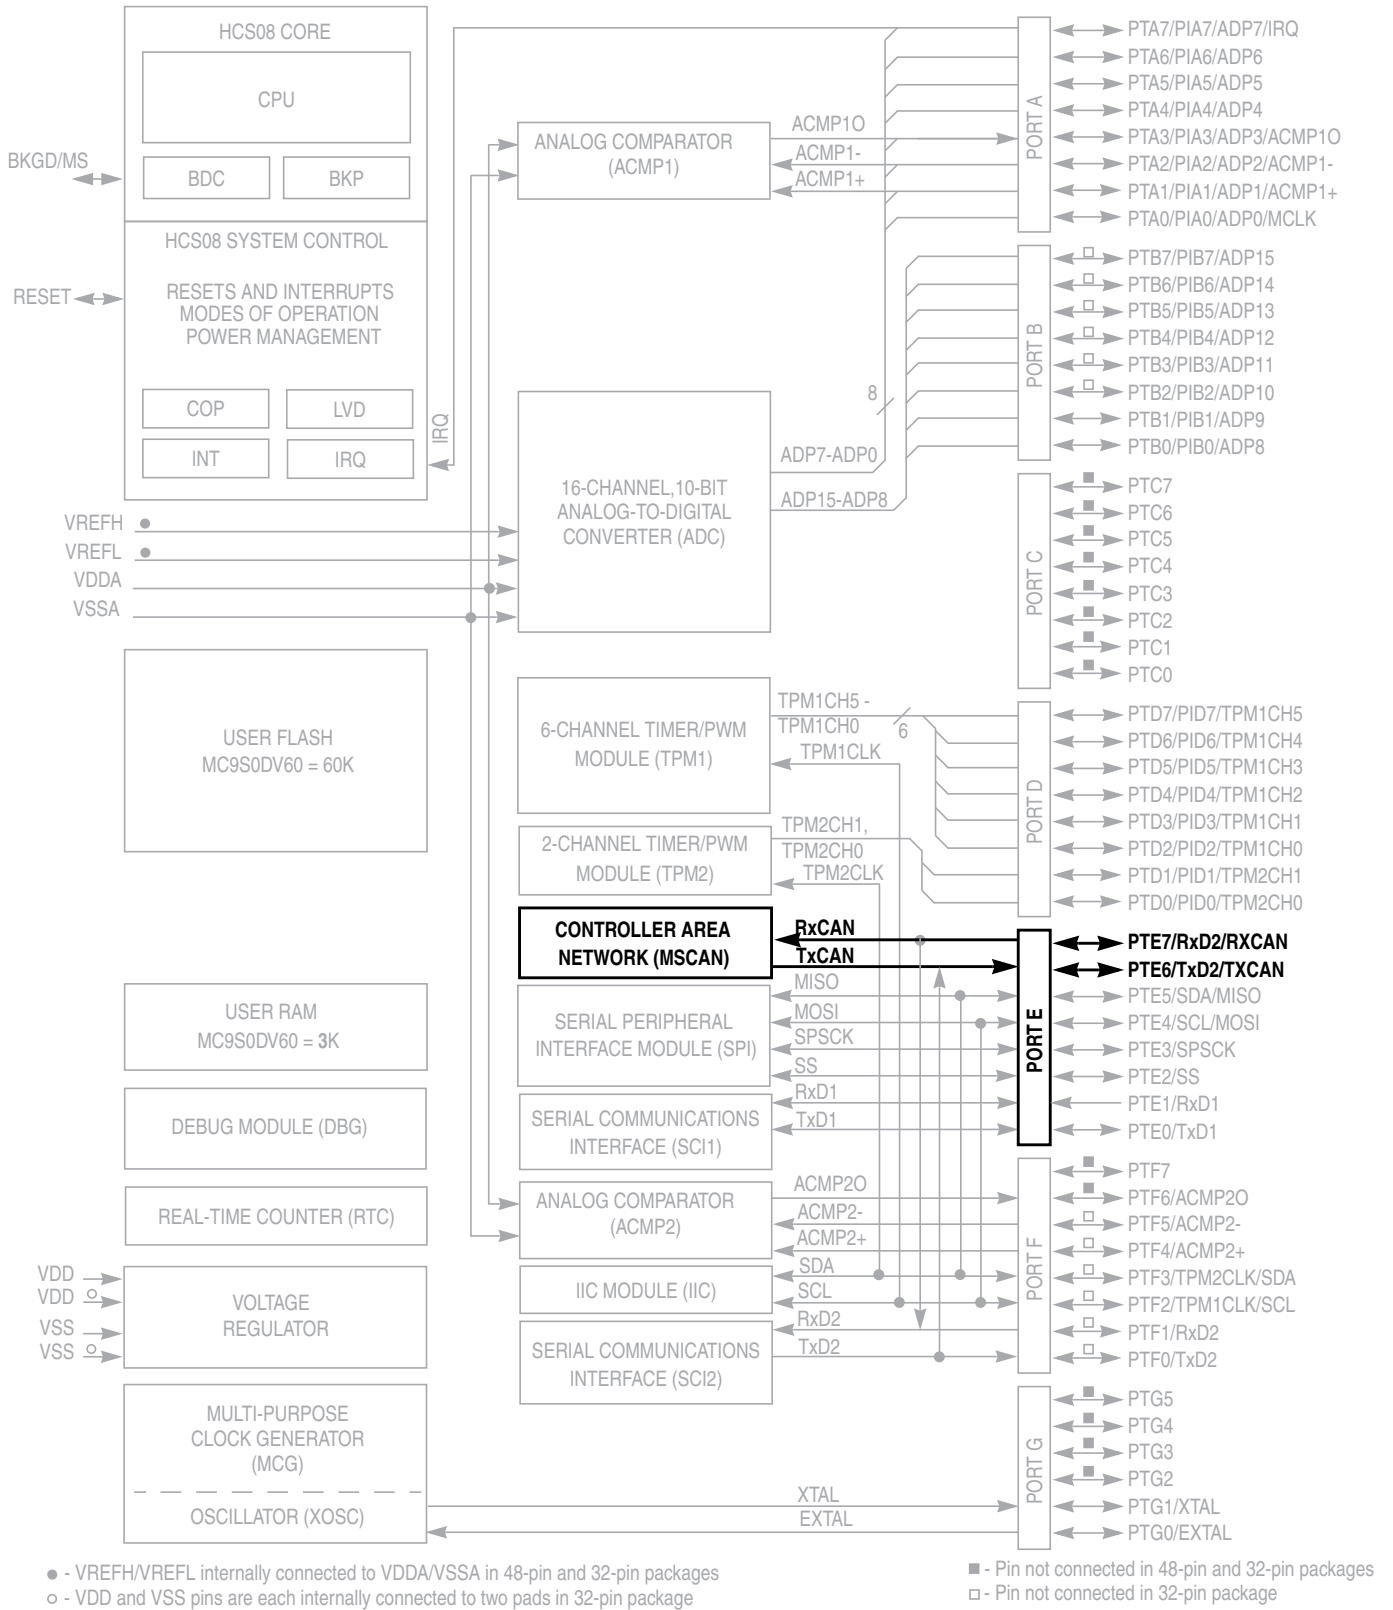 HCS08 CORE
CPU
BDC
BKP
BKGD/MS
HCS08 SYSTEM CONTROL
RESETS AND INTERRUPTS
MODES OF OPERATION
POWER MANAGEMENT
RESET
COP
LVD
INT
IRQ
IRQ
VREFH
VREFL
VDDA
VSSA
USER FLASH
MC9S0DV60 = 60K
USER RAM
MC9S0DV60 = 3K
DEBUG MODULE (DBG)
REAL-TIME COUNTER (RTC)
VDD
VDD
VSS
VSS
VOLTAGE
REGULATOR
MULTI-PURPOSE
CLOCK GENERATOR
(MCG)
OSCILLATOR (XOSC)
ANALOG COMPARATOR
(ACMP1)
ACMP1O
ACMP1-
ACMP1+
16-CHANNEL,10-BIT
ANALOG-TO-DIGITAL
CONVERTER (ADC)
8
ADP7-ADP0
ADP15-ADP8
6-CHANNEL TIMER/PWM
MODULE (TPM1)
TPM1CH5 -
TPM1CH0
6
TPM1CLK
2-CHANNEL TIMER/PWM
MODULE (TPM2)
TPM2CH1,
TPM2CH0
TPM2CLK
CONTROLLER AREA
NETWORK (MSCAN)
RxCAN
TxCAN
SERIAL PERIPHERAL
INTERFACE MODULE (SPI)
MISO
MOSI
SPSCK
SS
SERIAL COMMUNICATIONS
INTERFACE (SCI1)
RxD1
TxD1
ANALOG COMPARATOR
(ACMP2)
ACMP2O
ACMP2-
ACMP2+
IIC MODULE (IIC)
SDA
SCL
SERIAL COMMUNICATIONS
INTERFACE (SCI2)
RxD2
TxD2
XTAL
EXTAL
PORT A
PTA7/PIA7/ADP7/IRQ
PTA6/PIA6/ADP6
PTA5/PIA5/ADP5
PTA4/PIA4/ADP4
PTA3/PIA3/ADP3/ACMP1O
PTA2/PIA2/ADP2/ACMP1-
PTA1/PIA1/ADP1/ACMP1+
PTA0/PIA0/ADP0/MCLK
PORT B
PTB7/PIB7/ADP15
PTB6/PIB6/ADP14
PTB5/PIB5/ADP13
PTB4/PIB4/ADP12
PTB3/PIB3/ADP11
PTB2/PIB2/ADP10
PTB1/PIB1/ADP9
PTB0/PIB0/ADP8
PORT C
PTC7
PTC6
PTC5
PTC4
PTC3
PTC2
PTC1
PTC0
PORT D
PTD7/PID7/TPM1CH5
PTD6/PID6/TPM1CH4
PTD5/PID5/TPM1CH3
PTD4/PID4/TPM1CH2
PTD3/PID3/TPM1CH1
PTD2/PID2/TPM1CH0
PTD1/PID1/TPM2CH1
PTD0/PID0/TPM2CH0
PORT E
PTE7/RxD2/RXCAN
PTE6/TxD2/TXCAN
PTE5/SDA/MISO
PTE4/SCL/MOSI
PTE3/SPSCK
PTE2/SS
PTE1/RxD1
PTE0/TxD1
PORT F
PTF7
PTF6/ACMP2O
PTF5/ACMP2-
PTF4/ACMP2+
PTF3/TPM2CLK/SDA
PTF2/TPM1CLK/SCL
PTF1/RxD2
PTF0/TxD2
PORT G
PTG5
PTG4
PTG3
PTG2
PTG1/XTAL
PTG0/EXTAL
● - VREFH/VREFL internally connected to VDDA/VSSA in 48-pin and 32-pin packages
○ - VDD and VSS pins are each internally connected to two pads in 32-pin package
■ - Pin not connected in 48-pin and 32-pin packages
□ - Pin not connected in 32-pin package